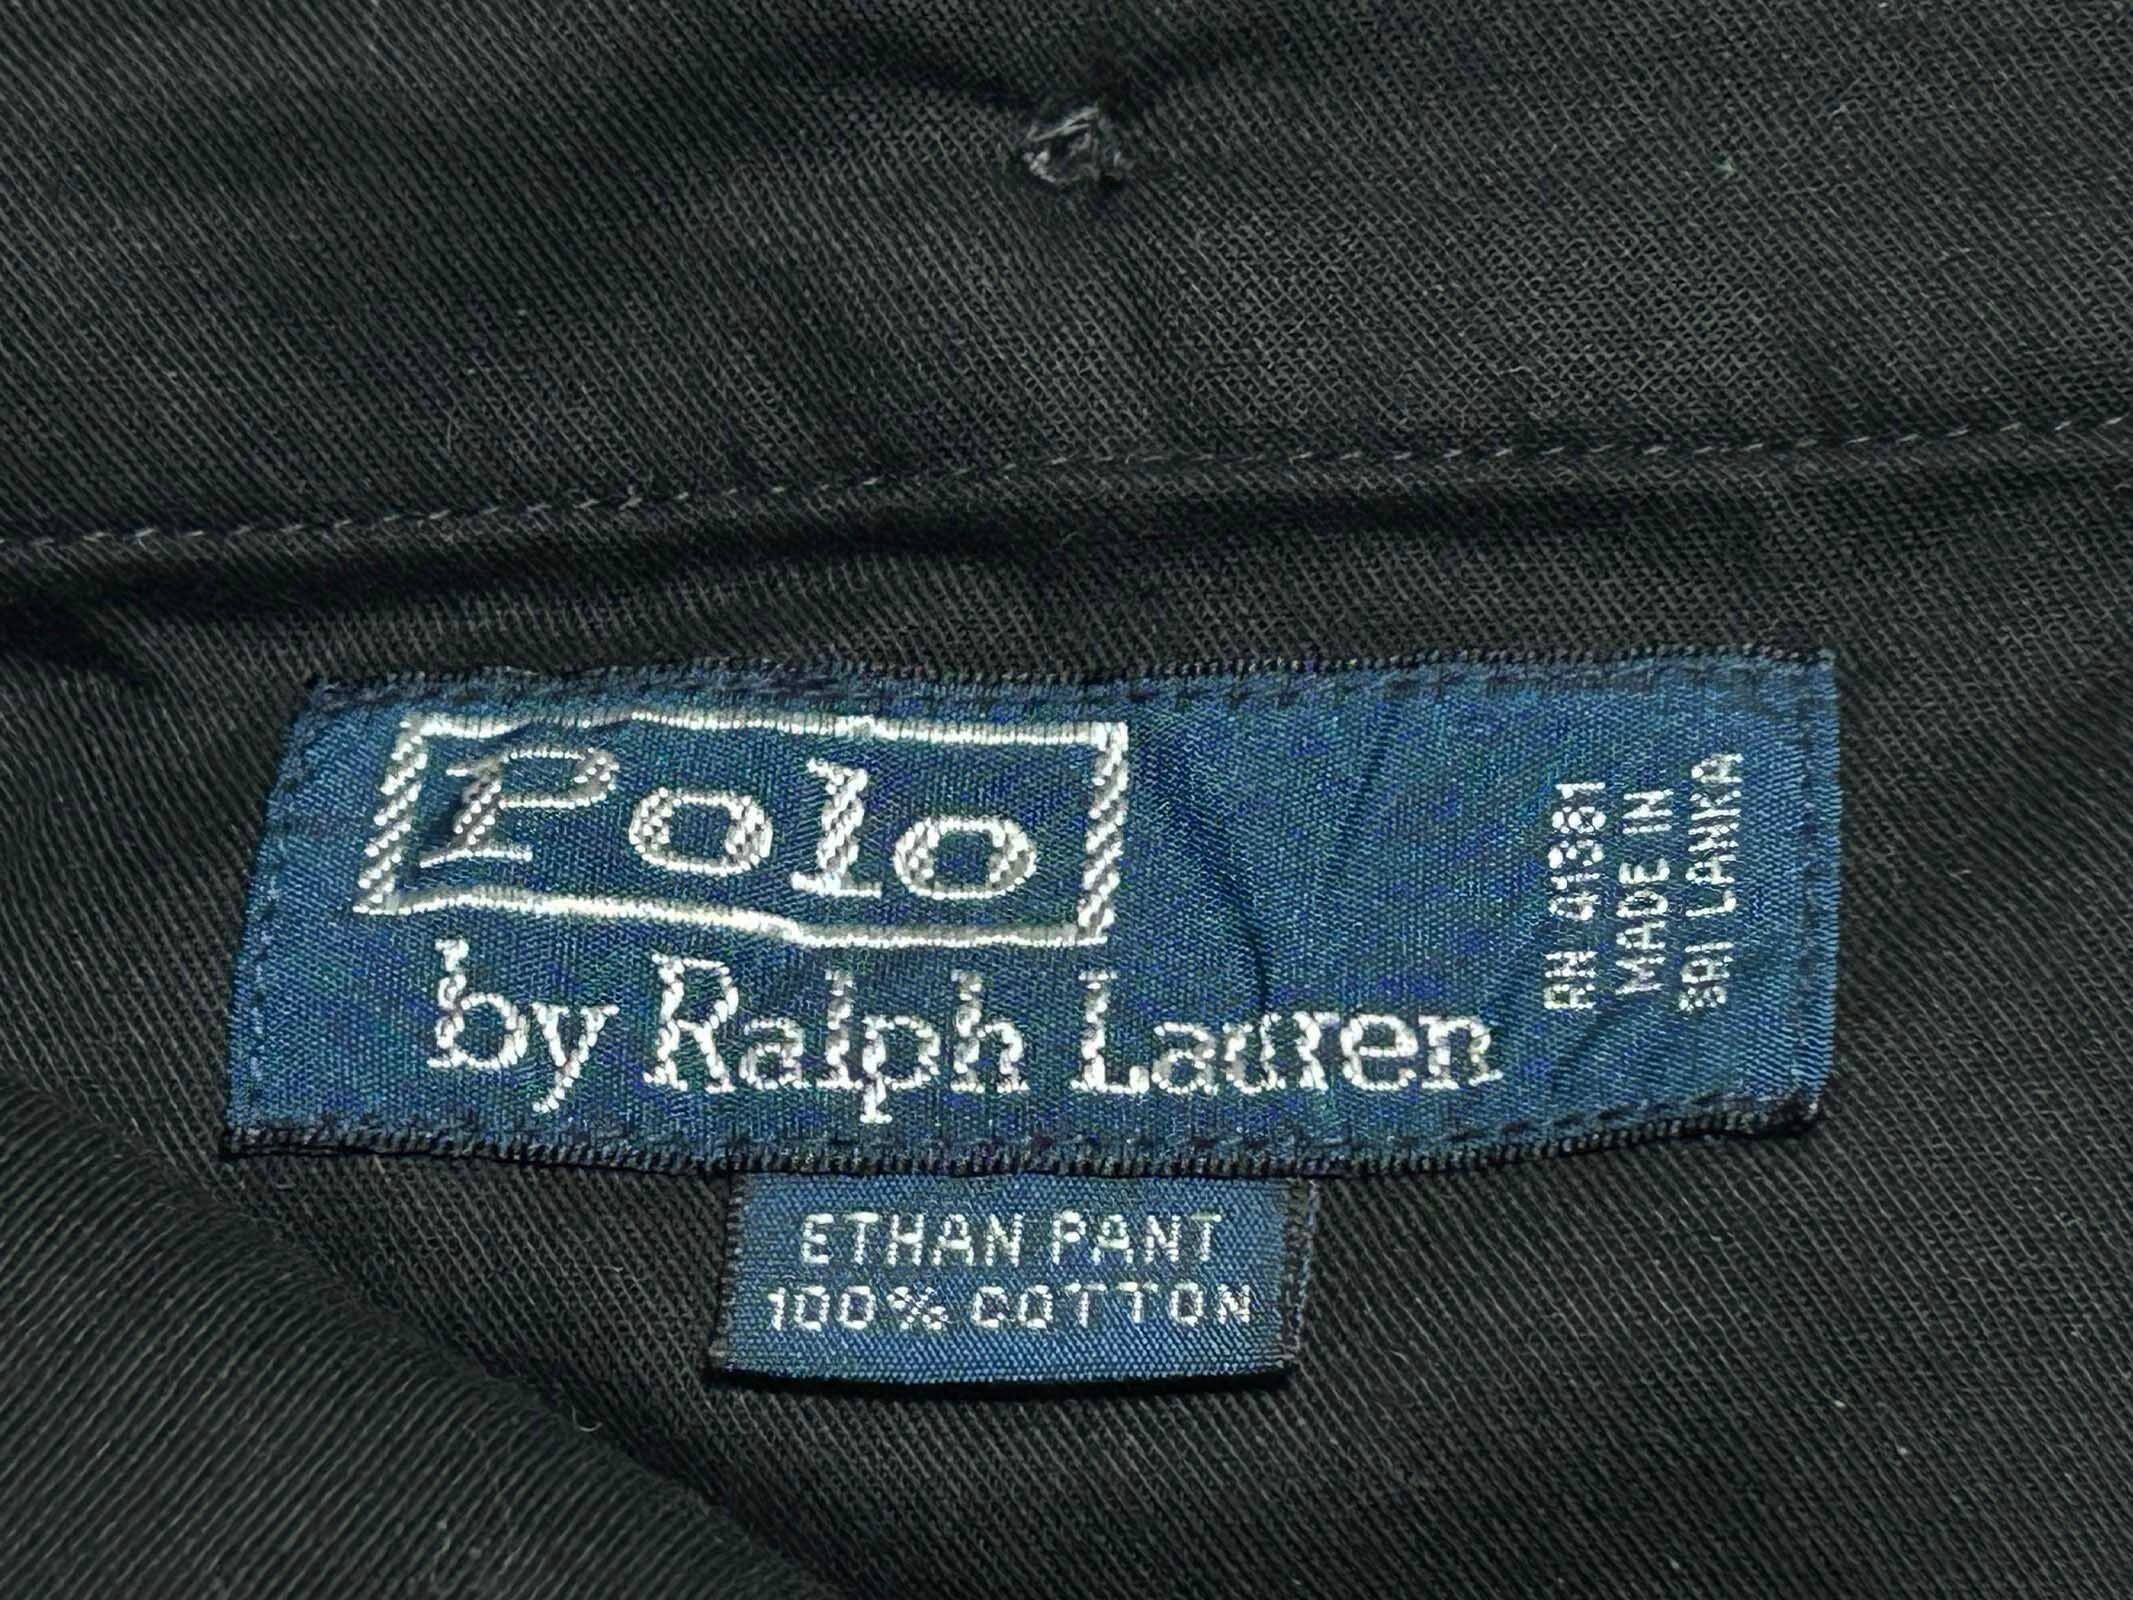 Polo
by Ralph Lauren
RN 41381
MADE IN
SRI LANKA
ETHAN PANT
100% COTTON